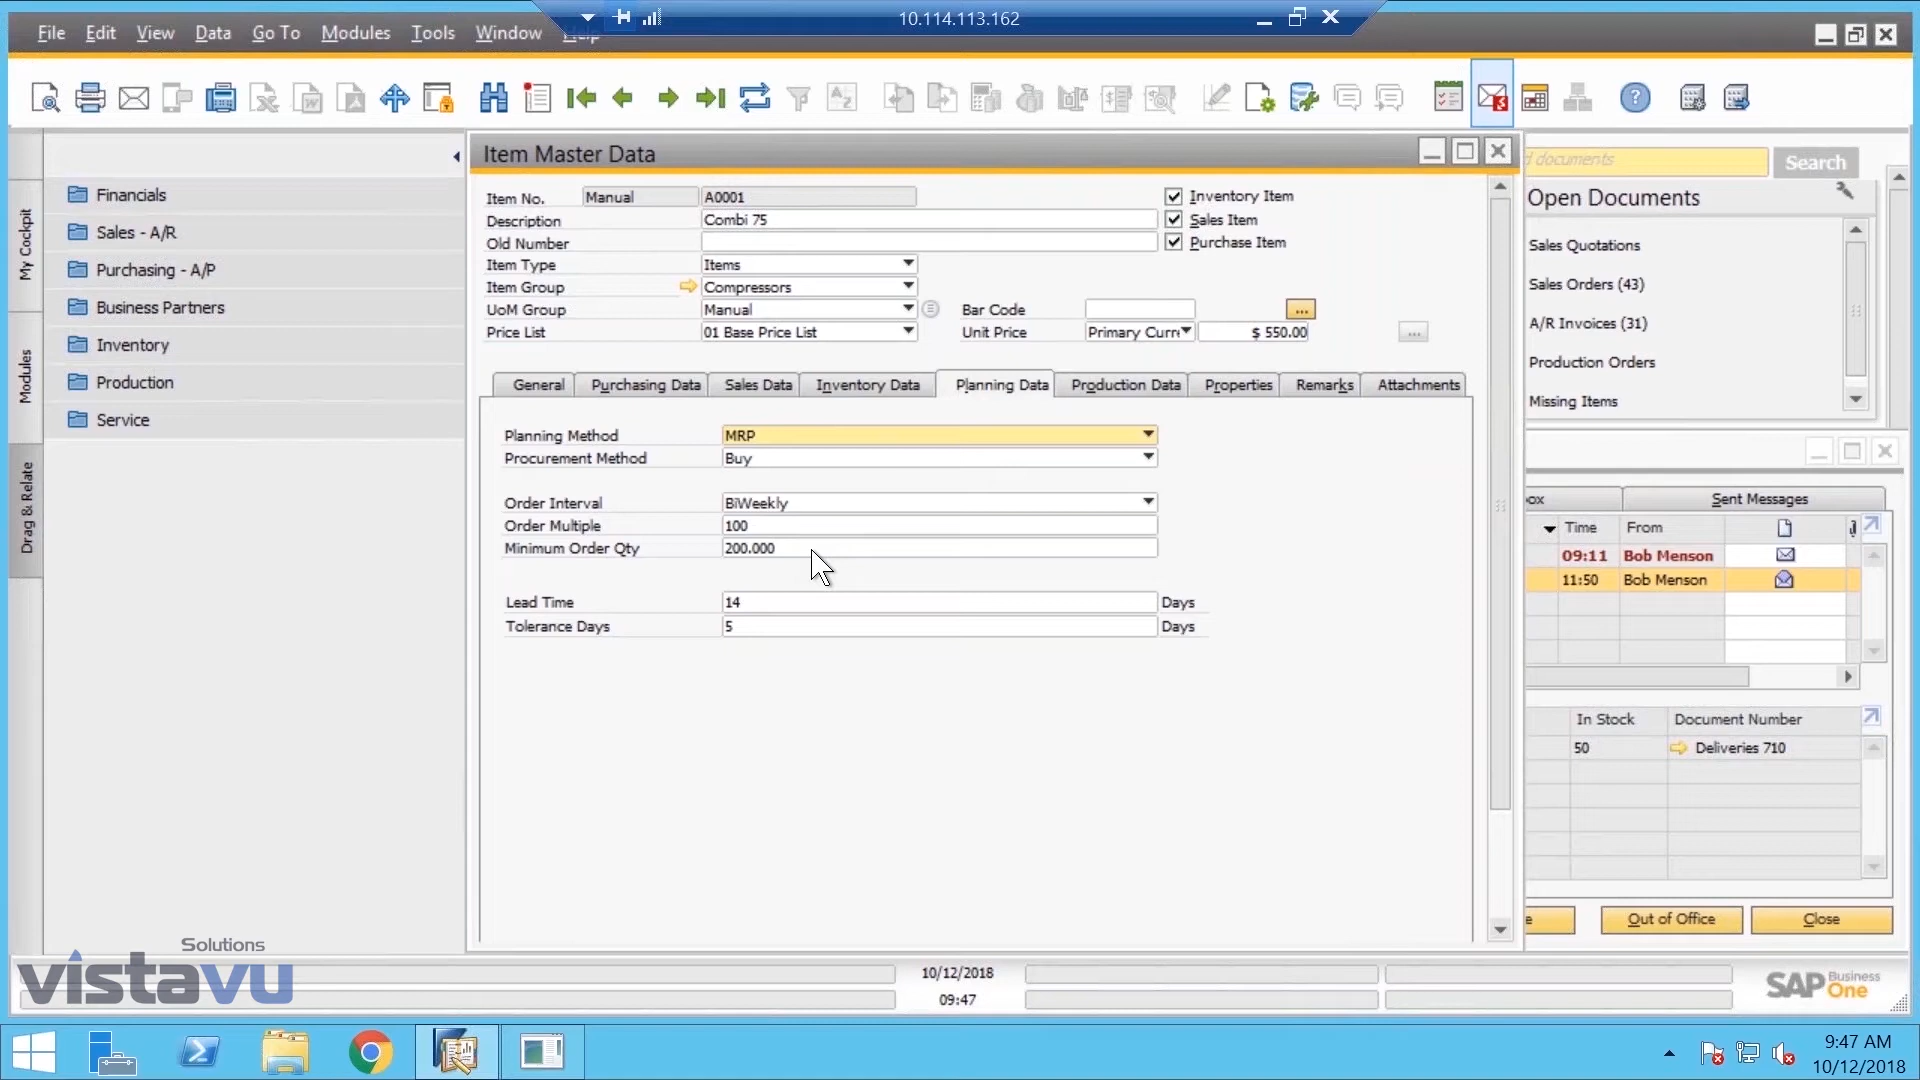 10.114.113.162
File Edit View Data Go To Modules Tools Window Help
Item Master Data
documents Search
My Cockpit
Modules
Drag & Relate
Financials
Sales - A/R
Purchasing - A/P
Business Partners
Inventory
Production
Service
Item No. Manual A0001
Description Combi 75
Old Number
Item Type Items
Item Group Compressors
UoM Group Manual
Price List 01 Base Price List
Inventory Item
Sales Item
Purchase Item
Bar Code ...
Unit Price Primary Curr $ 550.00 ...
General Purchasing Data Sales Data Inventory Data Planning Data Production Data Properties Remarks Attachments
Planning Method MRP
Procurement Method Buy
Order Interval BiWeekly
Order Multiple 100
Minimum Order Qty 200.000
Lead Time 14 Days
Tolerance Days 5 Days
Open Documents
Sales Quotations
Sales Orders (43)
A/R Invoices (31)
Production Orders
Missing Items
ox Sent Messages
Time From
09:11 Bob Menson
11:50 Bob Menson
In Stock Document Number
50 Deliveries 710
e Out of Office Close
Solutions
vistavu
10/12/2018
09:47
SAP Business One
9:47 AM
10/12/2018